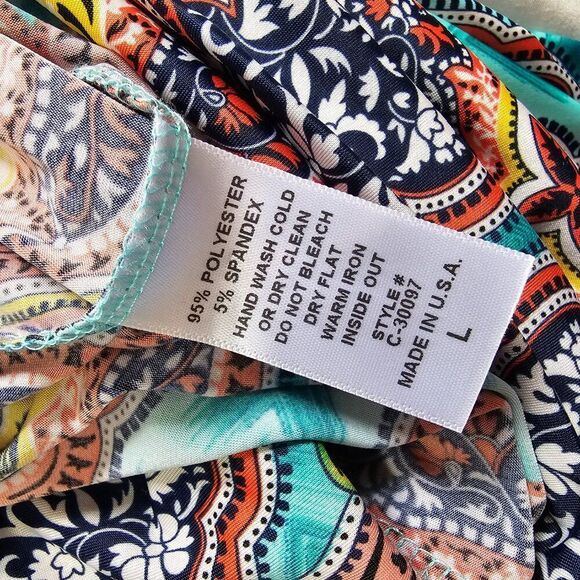 95% POLYESTER
5% SPANDEX
HAND WASH COLD
OR DRY CLEAN
DO NOT BLEACH
DRY FLAT
WARM IRON
INSIDE OUT
STYLE #
C-30097
MADE IN U.S.A.
L